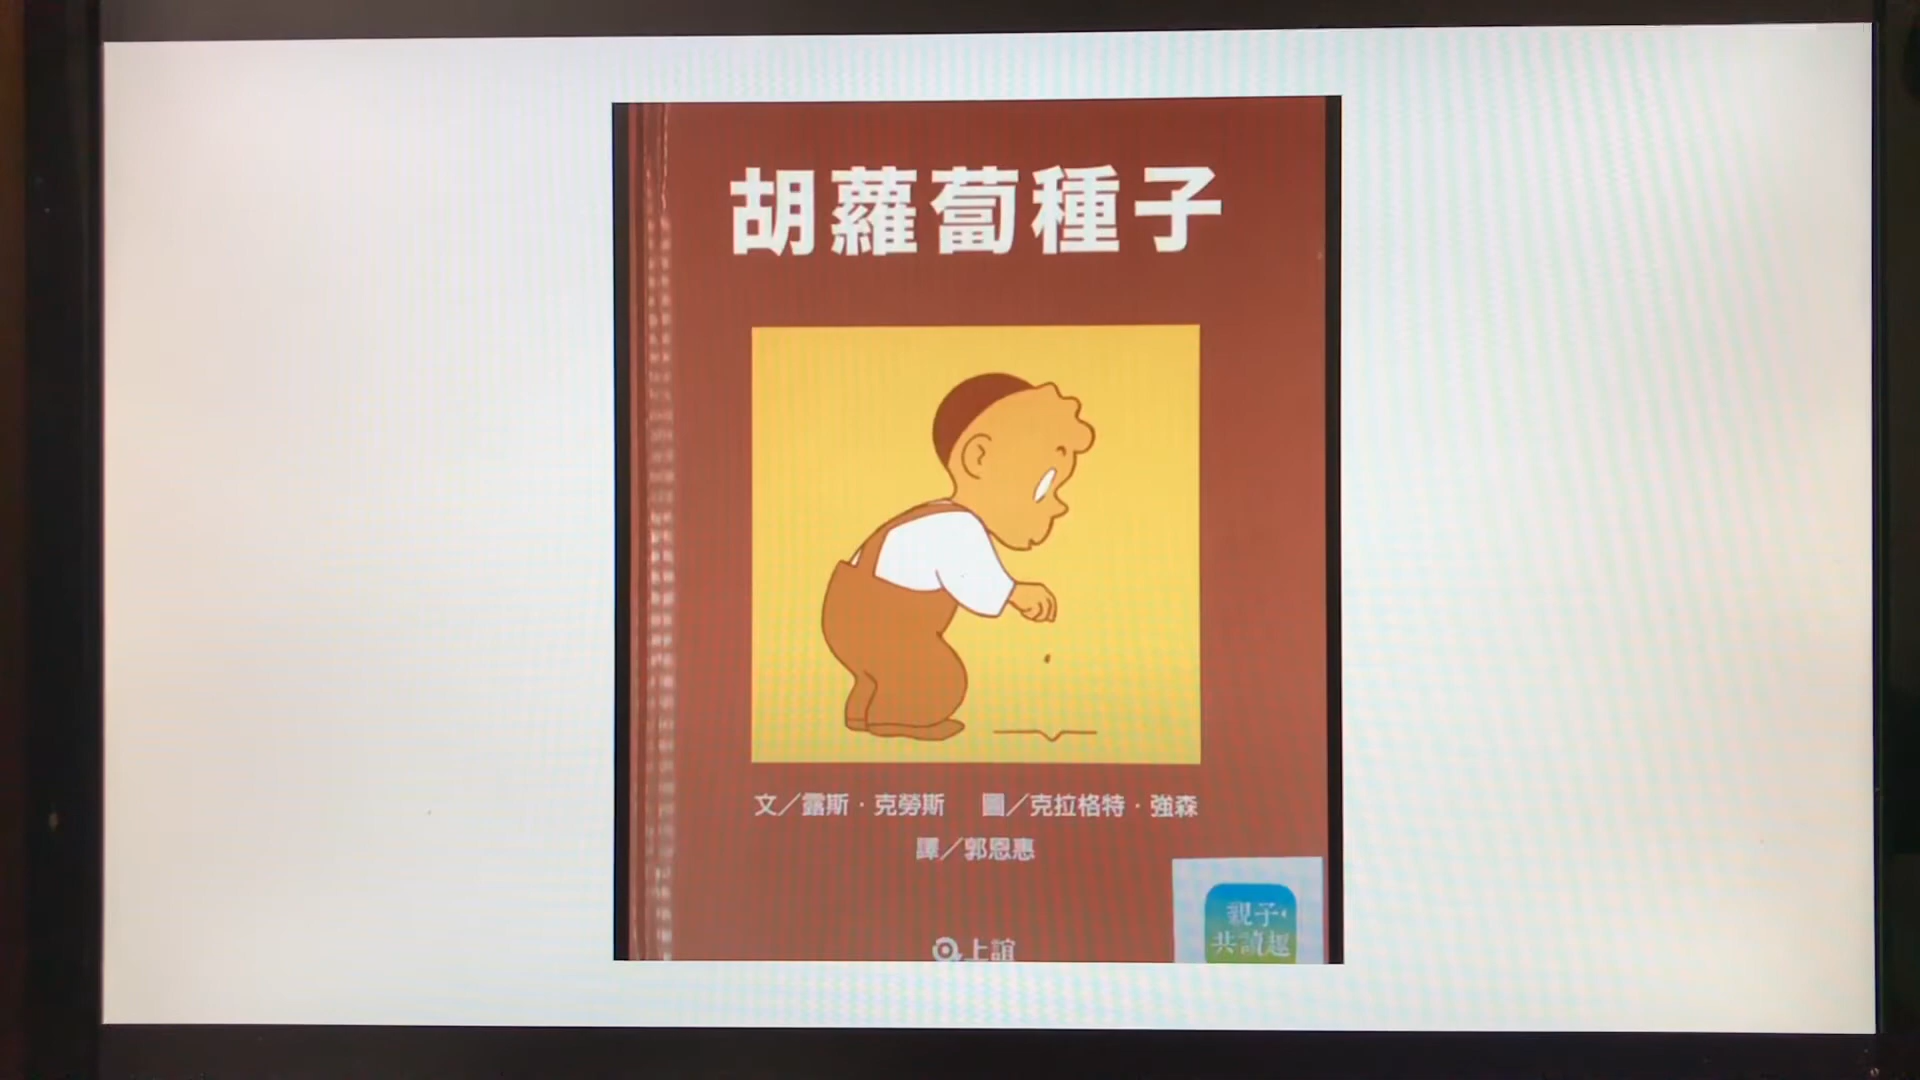 胡蘿蔔種子
文／露斯・克勞斯　圖／克拉格特・強森
譯／郭恩惠
上誼
親子
共讀趣